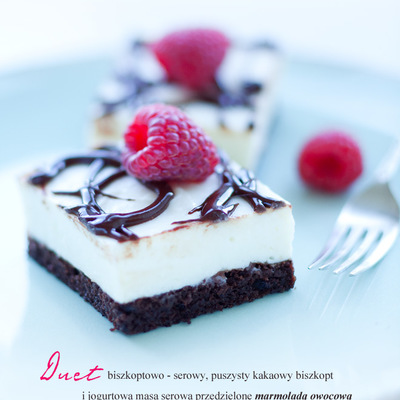 Duet biszkoptowo - serowy, puszysty kakaowy biszkopt
i jogurtowa masa serowa przedzielone marmoladą owocową